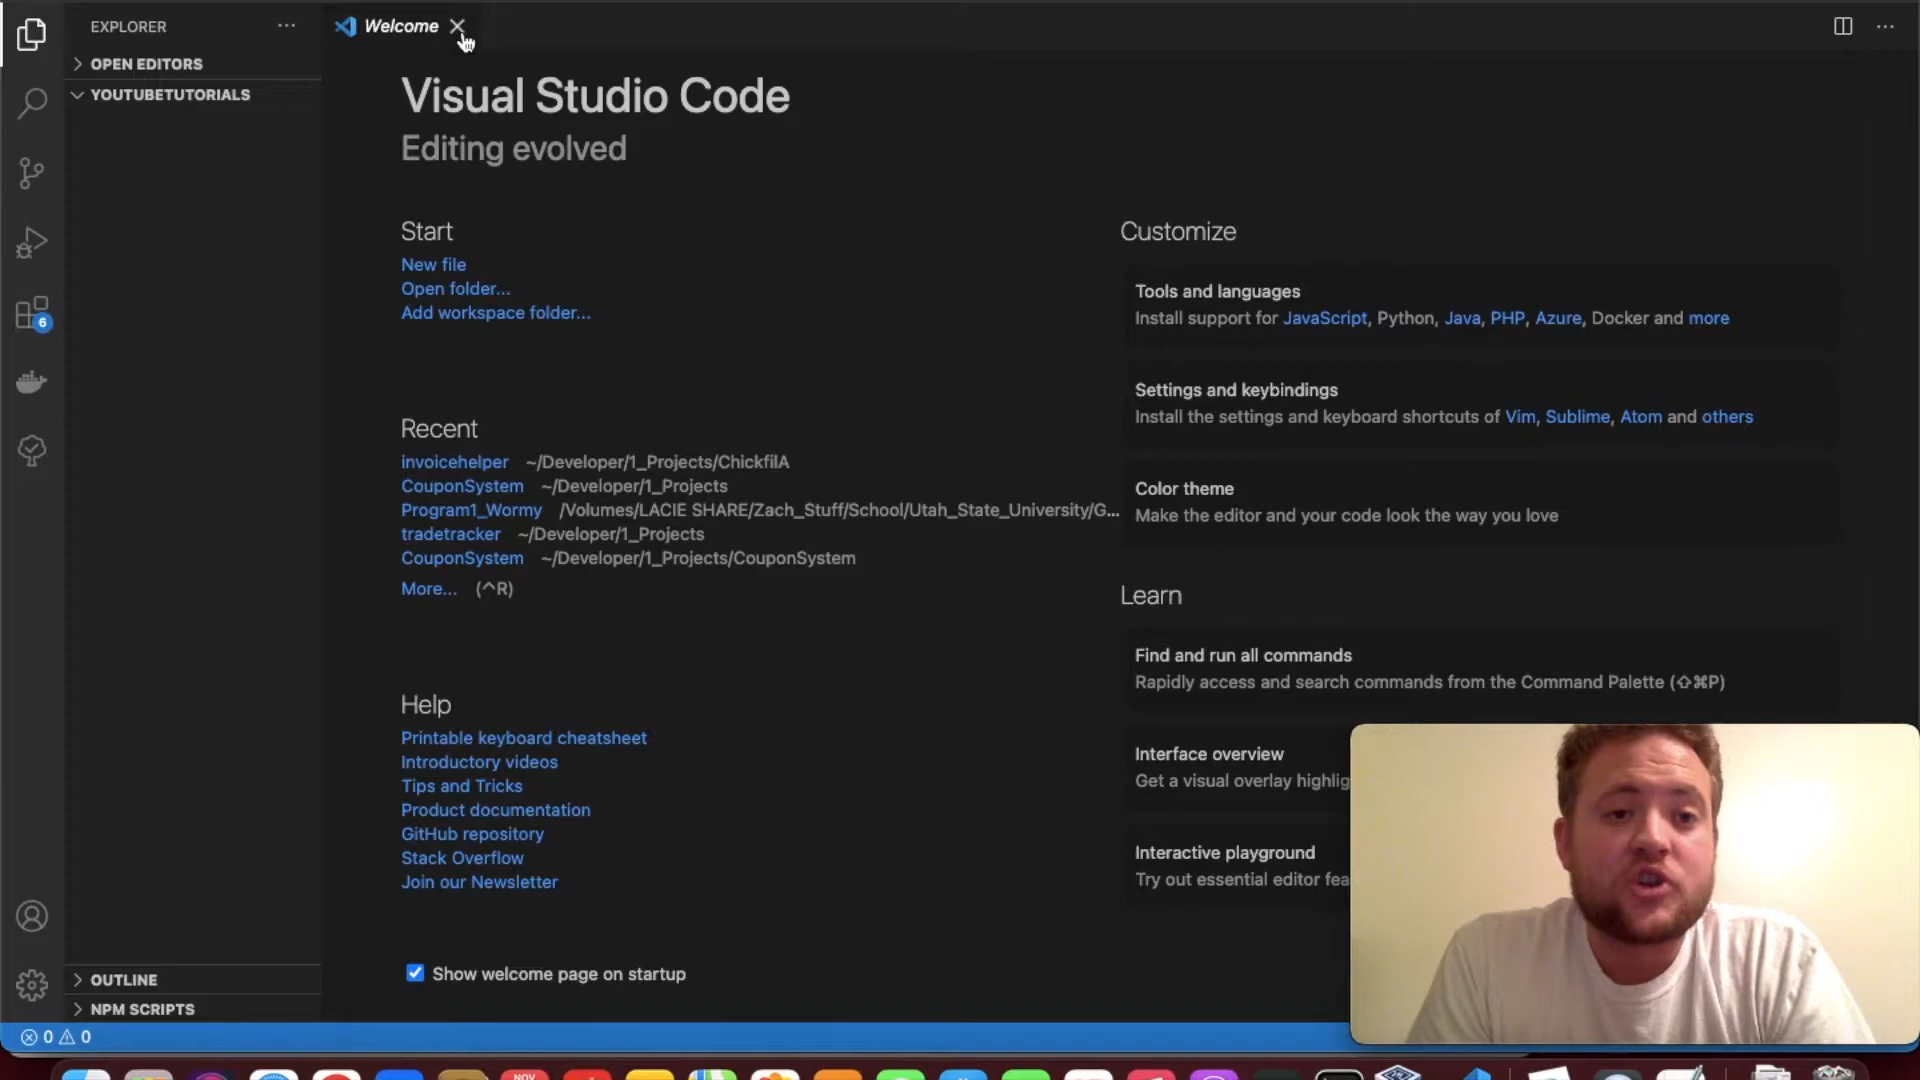 EXPLORER
Welcome
OPEN EDITORS
YOUTUBETUTORIALS
Visual Studio Code
Editing evolved
Start
New file
Open folder...
Add workspace folder...
Recent
invoicehelper ~/Developer/1_Projects/ChickfilA
CouponSystem ~/Developer/1_Projects
Program1_Wormy /Volumes/LACIE SHARE/Zach_Stuff/School/Utah_State_University/G...
tradetracker ~/Developer/1_Projects
CouponSystem ~/Developer/1_Projects/CouponSystem
More... (^R)
Help
Printable keyboard cheatsheet
Introductory videos
Tips and Tricks
Product documentation
GitHub repository
Stack Overflow
Join our Newsletter
Show welcome page on startup
Customize
Tools and languages
Install support for JavaScript, Python, Java, PHP, Azure, Docker and more
Settings and keybindings
Install the settings and keyboard shortcuts of Vim, Sublime, Atom and others
Color theme
Make the editor and your code look the way you love
Learn
Find and run all commands
Rapidly access and search commands from the Command Palette (⇧⌘P)
Interface overview
Get a visual overlay highlig
Interactive playground
Try out essential editor fea
6
OUTLINE
NPM SCRIPTS
0 0
NOV